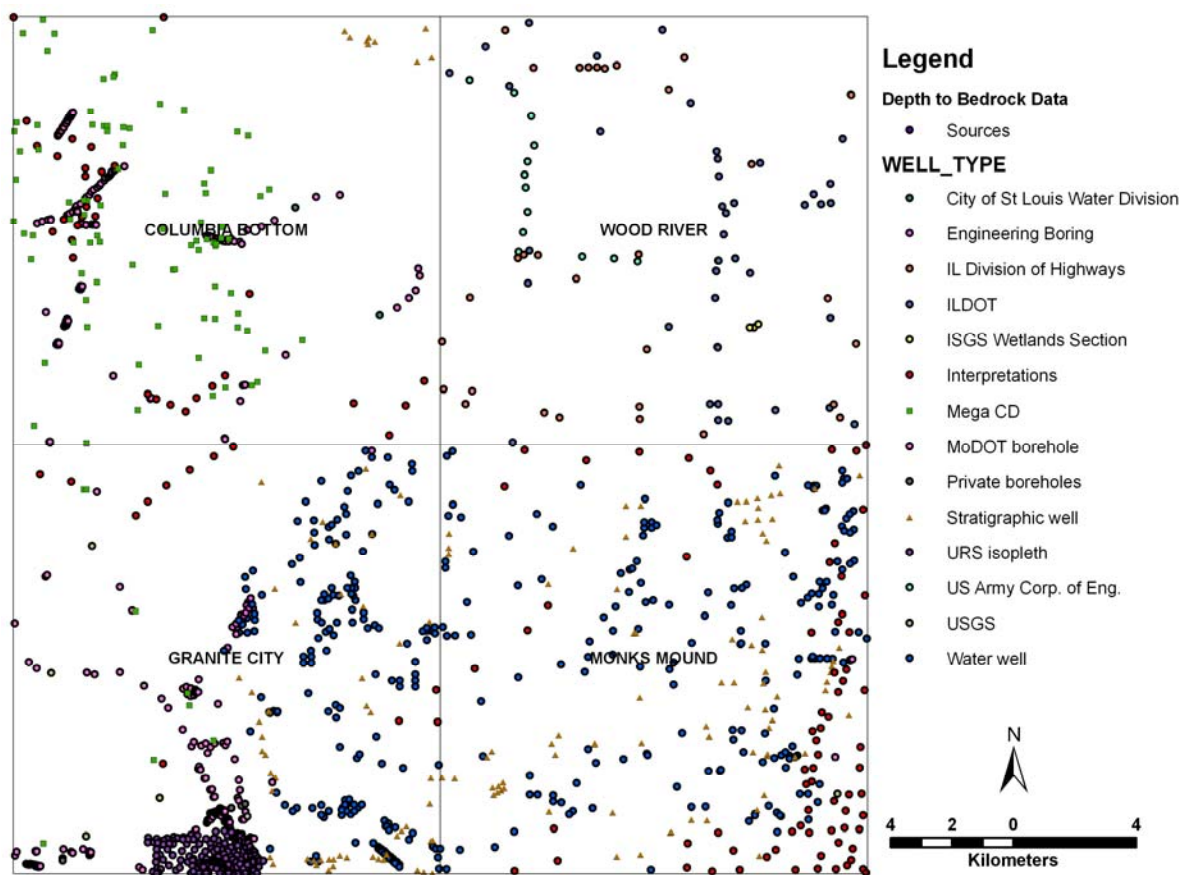 COLUMBIA BOTTOM
WOOD RIVER
GRANITE CITY
MONKS MOUND
Legend
Depth to Bedrock Data
Sources
WELL_TYPE
City of St Louis Water Division
Engineering Boring
IL Division of Highways
ILDOT
ISGS Wetlands Section
Interpretations
Mega CD
MoDOT borehole
Private boreholes
Stratigraphic well
URS isopleth
US Army Corp. of Eng.
USGS
Water well
N
4 2 0 4
Kilometers